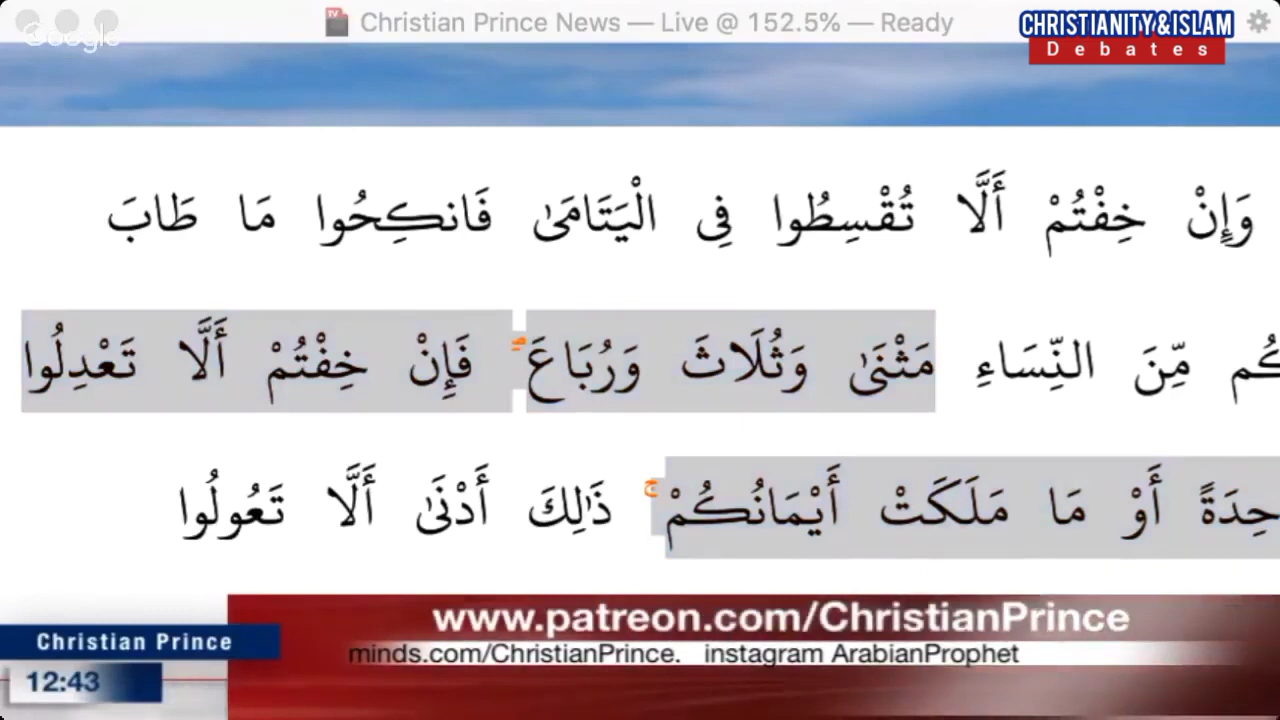 Christian Prince News — Live @ 152.5% — Ready
Google
CHRISTIANITY&ISLAM
Debates
وَإِنْ خِفْتُمْ أَلَّا تُقْسِطُوا فِى الْيَتَامَىٰ فَانكِحُوا مَا طَابَ
كُم مِّنَ النِّسَاءِ مَثْنَىٰ وَثُلَاثَ وَرُبَاعَ ۖ فَإِنْ خِفْتُمْ أَلَّا تَعْدِلُوا
حِدَةً أَوْ مَا مَلَكَتْ أَيْمَانُكُمْ ۚ ذَٰلِكَ أَدْنَىٰ أَلَّا تَعُولُوا
www.patreon.com/ChristianPrince
Christian Prince
minds.com/ChristianPrince. instagram ArabianProphet
12:43